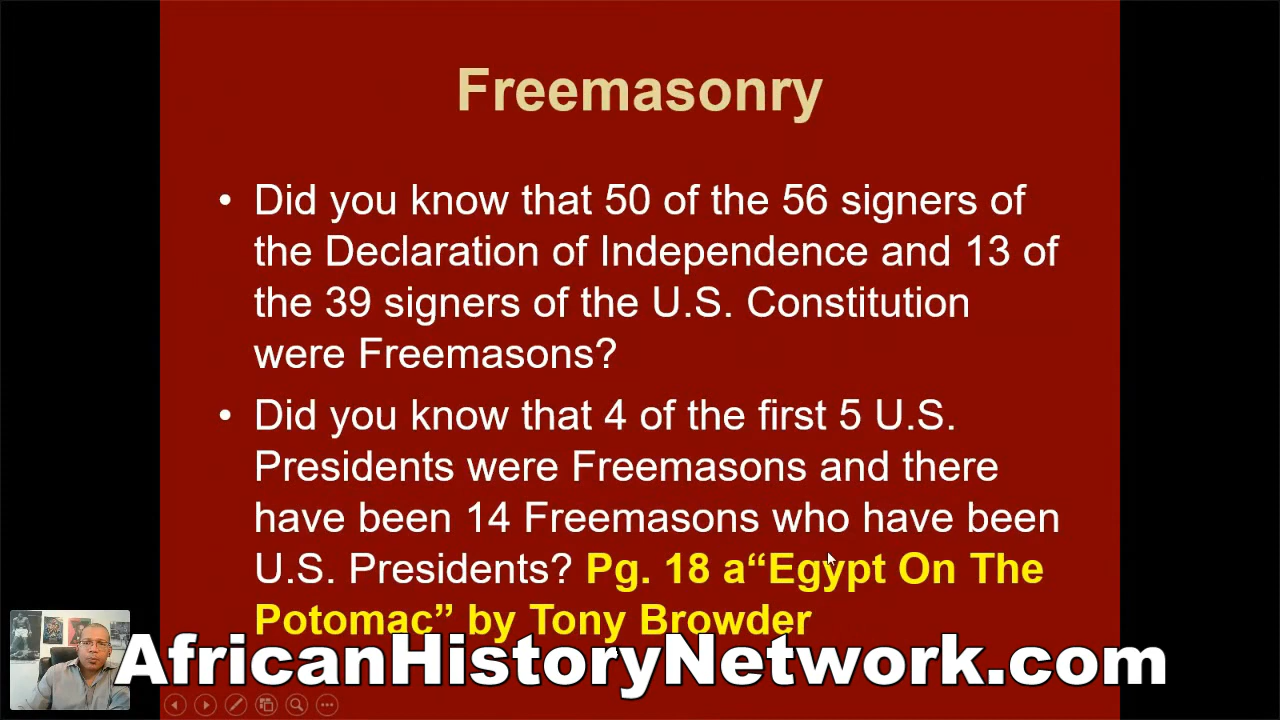 Freemasonry
• Did you know that 50 of the 56 signers of
the Declaration of Independence and 13 of
the 39 signers of the U.S. Constitution
were Freemasons?
• Did you know that 4 of the first 5 U.S.
Presidents were Freemasons and there
have been 14 Freemasons who have been
U.S. Presidents? Pg. 18 a“Egypt On The
Potomac” by Tony Browder
AfricanHistoryNetwork.com